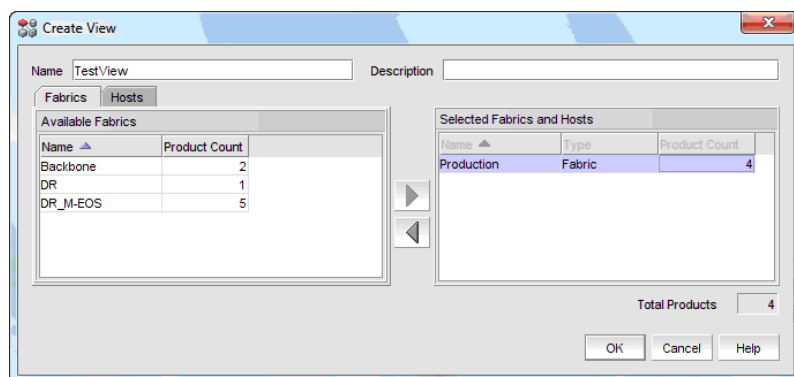 Create View
Name TestView Description
Fabrics Hosts
Available Fabrics
Name Product Count
Backbone 2
DR 1
DR_M-EOS 5
Selected Fabrics and Hosts
Name Type Product Count
Production Fabric 4
Total Products 4
OK Cancel Help